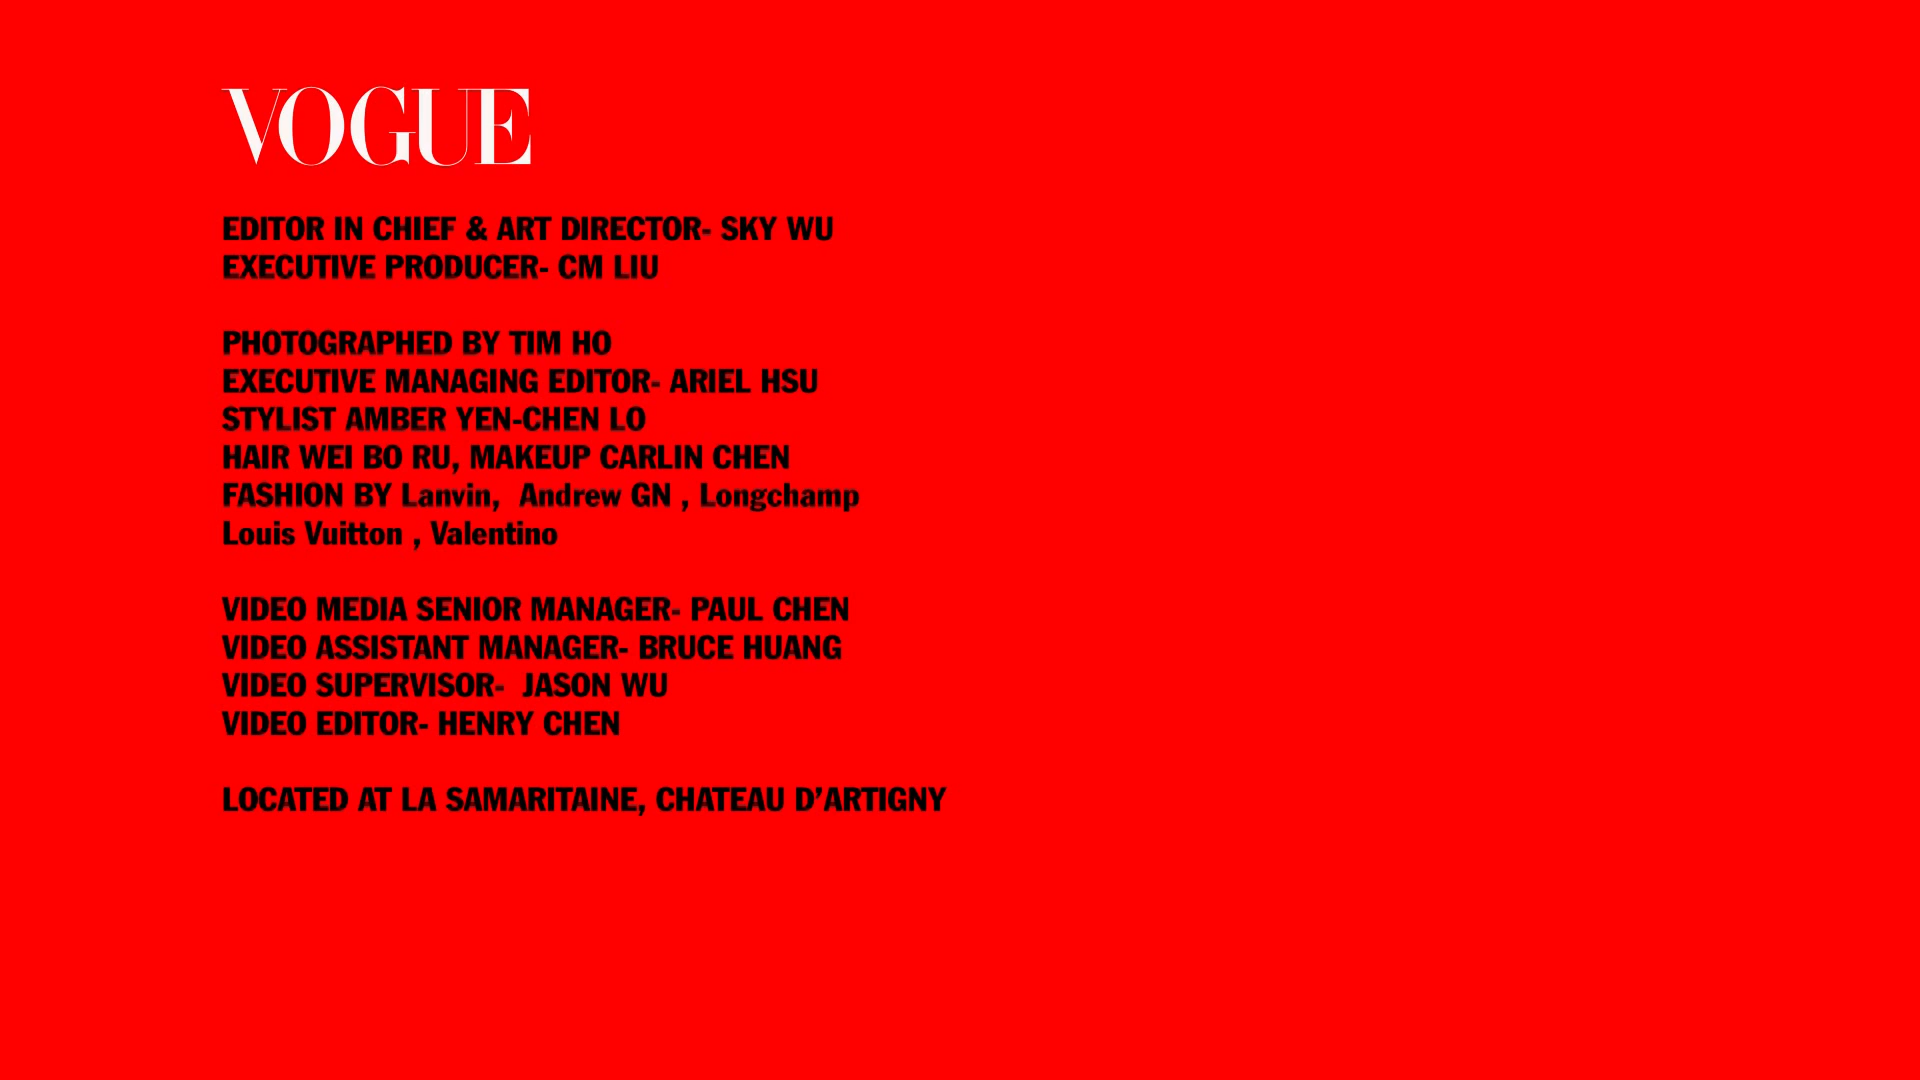 VOGUE
EDITOR IN CHIEF & ART DIRECTOR- SKY WU
EXECUTIVE PRODUCER- CM LIU
PHOTOGRAPHED BY TIM HO
EXECUTIVE MANAGING EDITOR- ARIEL HSU
STYLIST AMBER YEN-CHEN LO
HAIR WEI BO RU, MAKEUP CARLIN CHEN
FASHION BY Lanvin,  Andrew GN , Longchamp
Louis Vuitton , Valentino
VIDEO MEDIA SENIOR MANAGER- PAUL CHEN
VIDEO ASSISTANT MANAGER- BRUCE HUANG
VIDEO SUPERVISOR-  JASON WU
VIDEO EDITOR- HENRY CHEN
LOCATED AT LA SAMARITAINE, CHATEAU D’ARTIGNY